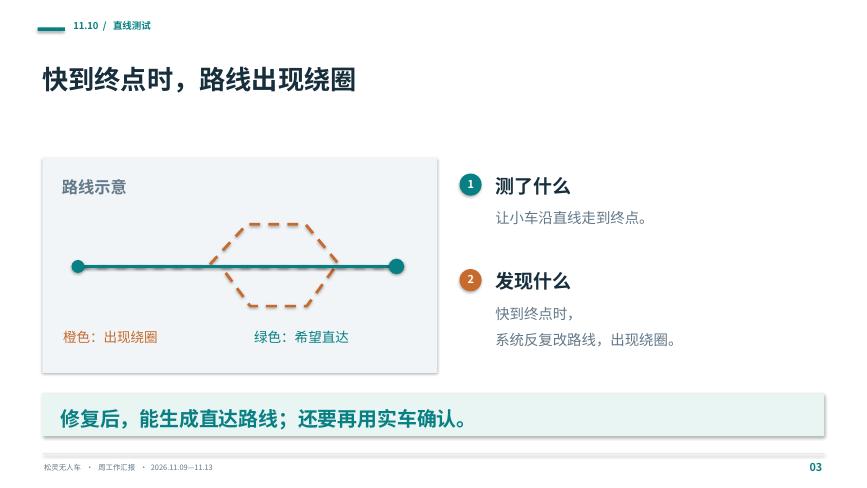 11.10 / 直线测试
快到终点时，路线出现绕圈
路线示意
橙色：出现绕圈
绿色：希望直达
1 测了什么
让小车沿直线走到终点。
2 发现什么
快到终点时，
系统反复改路线，出现绕圈。
修复后，能生成直达路线；还要再用实车确认。
松灵无人车 · 周工作汇报 · 2026.11.09—11.13
03